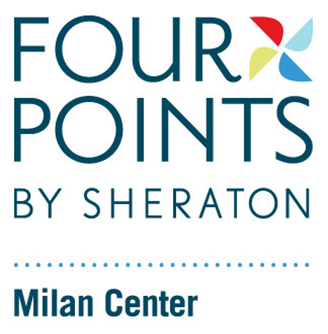 FOUR
POINTS
BY SHERATON
Milan Center